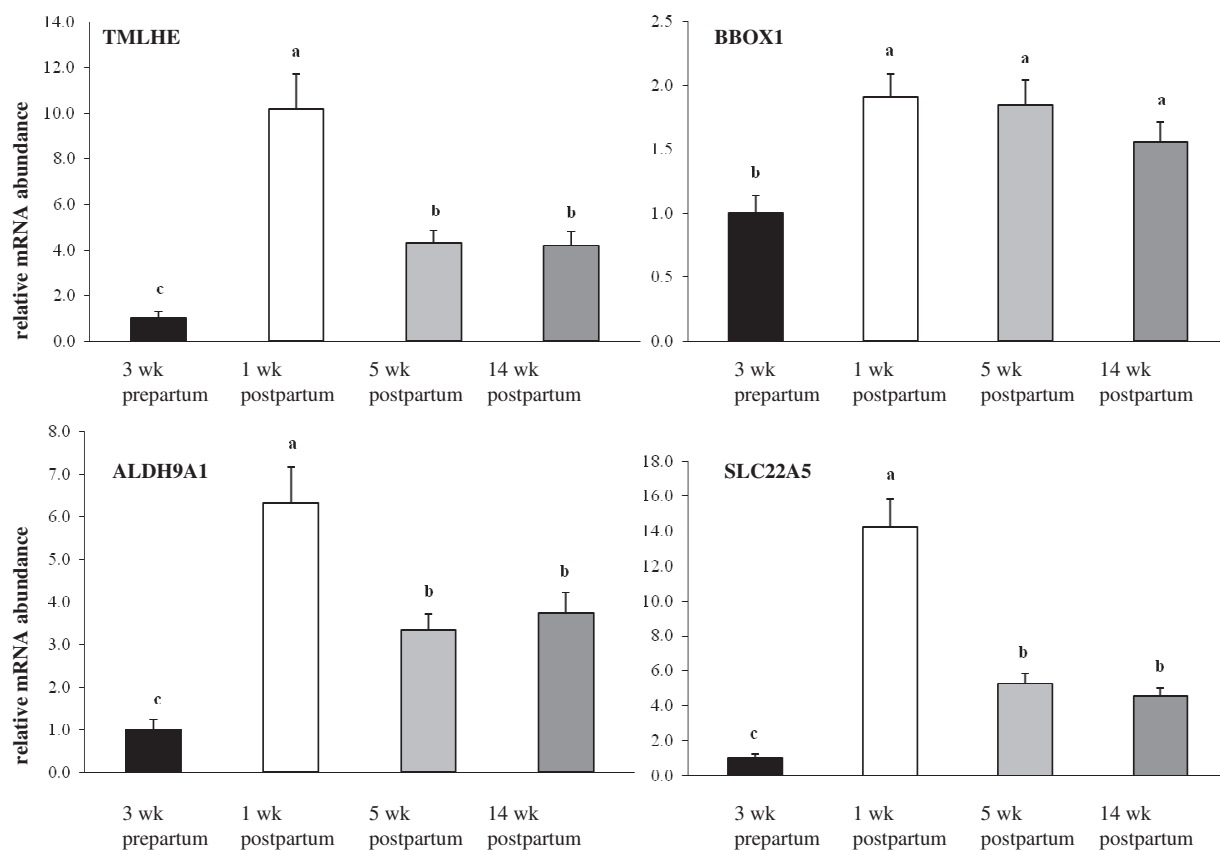 TMLHE
relative mRNA abundance
14.0
12.0
10.0
8.0
6.0
4.0
2.0
0.0
c
a
b
b
3 wk prepartum
1 wk postpartum
5 wk postpartum
14 wk postpartum
BBOX1
2.5
2.0
1.5
1.0
0.5
0.0
b
a
a
a
3 wk prepartum
1 wk postpartum
5 wk postpartum
14 wk postpartum
ALDH9A1
relative mRNA abundance
8.0
7.0
6.0
5.0
4.0
3.0
2.0
1.0
0.0
c
a
b
b
3 wk prepartum
1 wk postpartum
5 wk postpartum
14 wk postpartum
SLC22A5
18.0
16.0
14.0
12.0
10.0
8.0
6.0
4.0
2.0
0.0
c
a
b
b
3 wk prepartum
1 wk postpartum
5 wk postpartum
14 wk postpartum